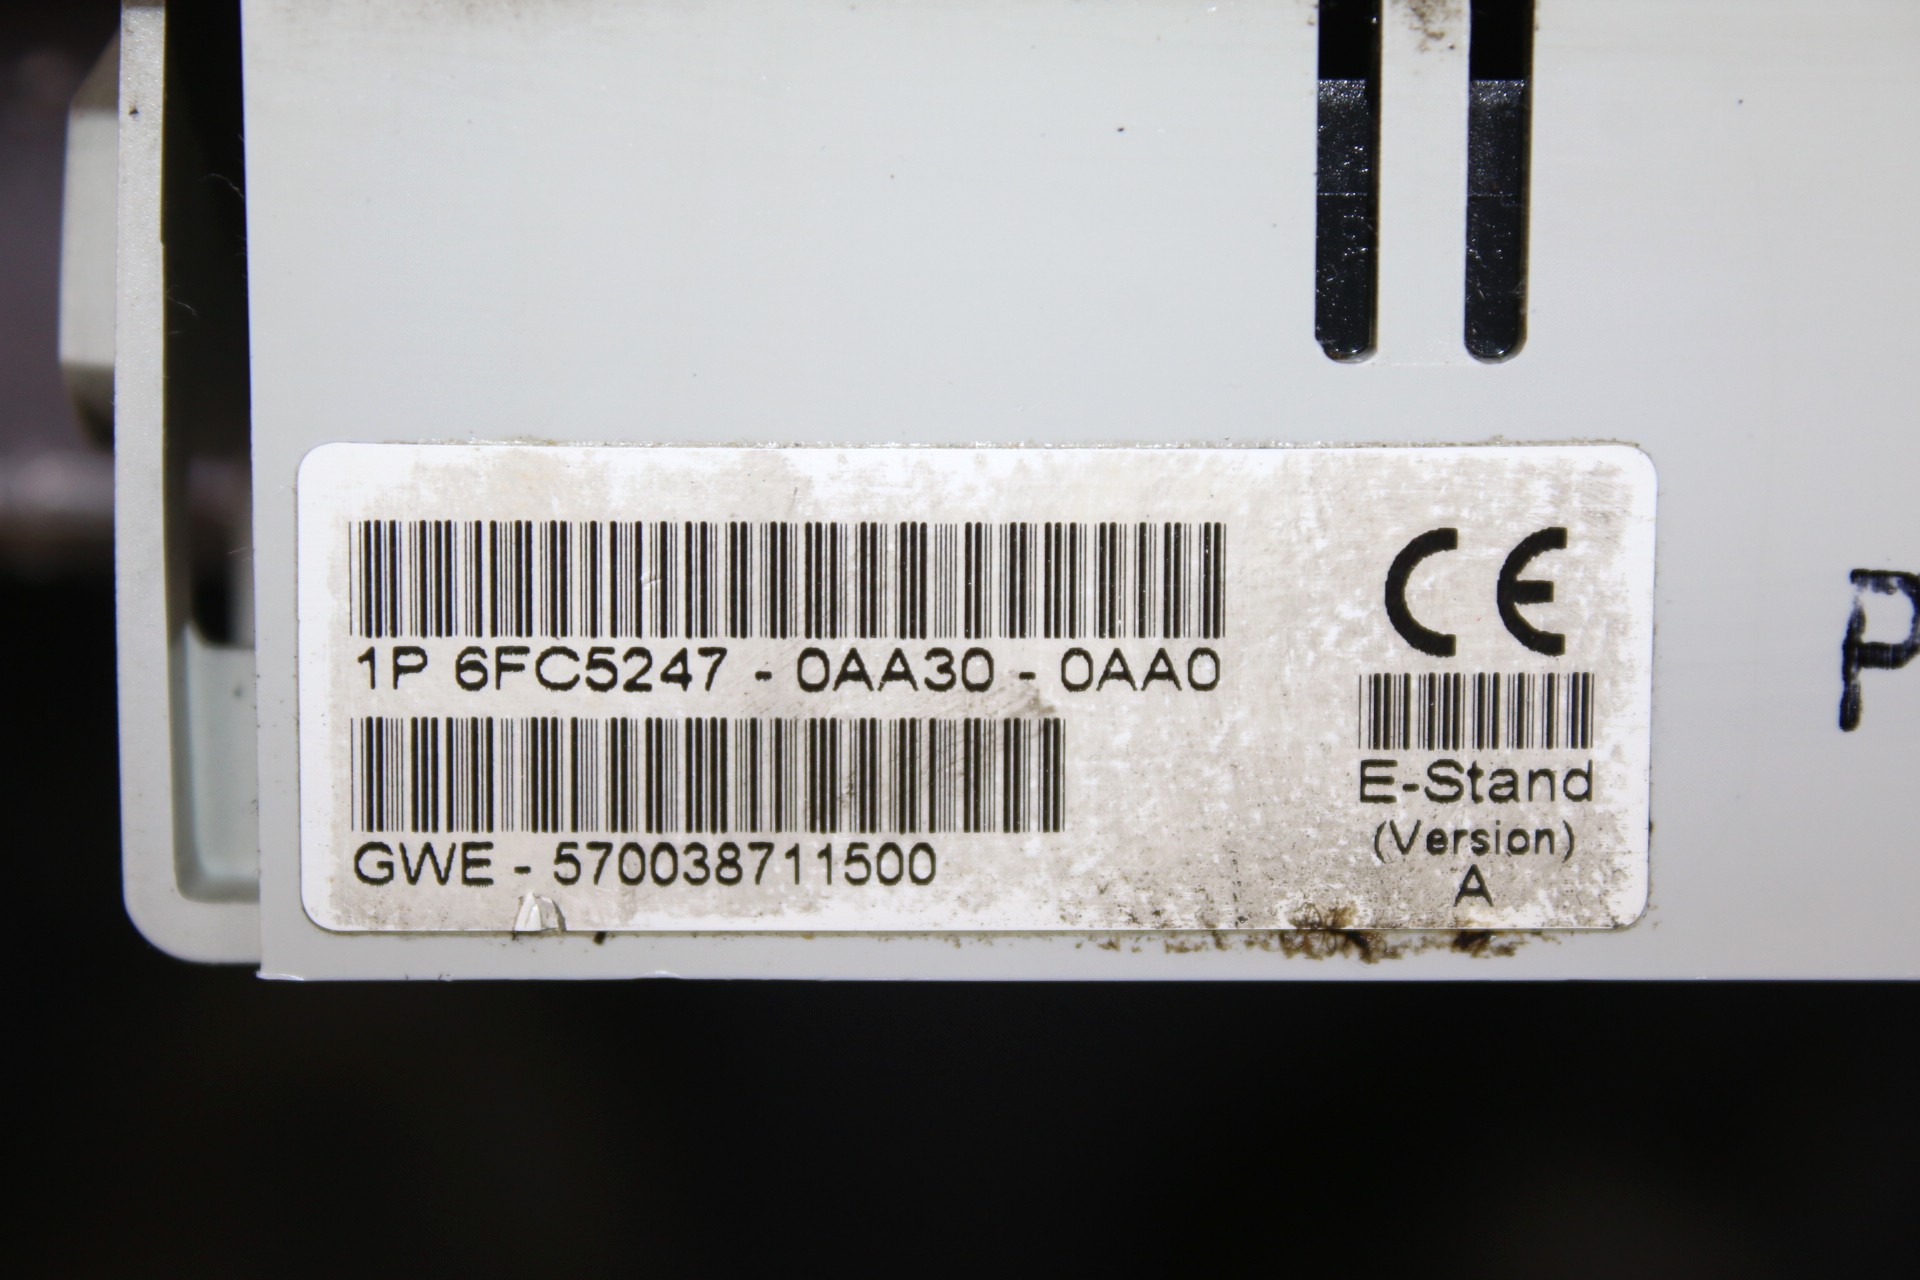 1P 6FC5247 - 0AA30 - 0AA0
GWE - 570038711500
CE
E-Stand
(Version)
A
P